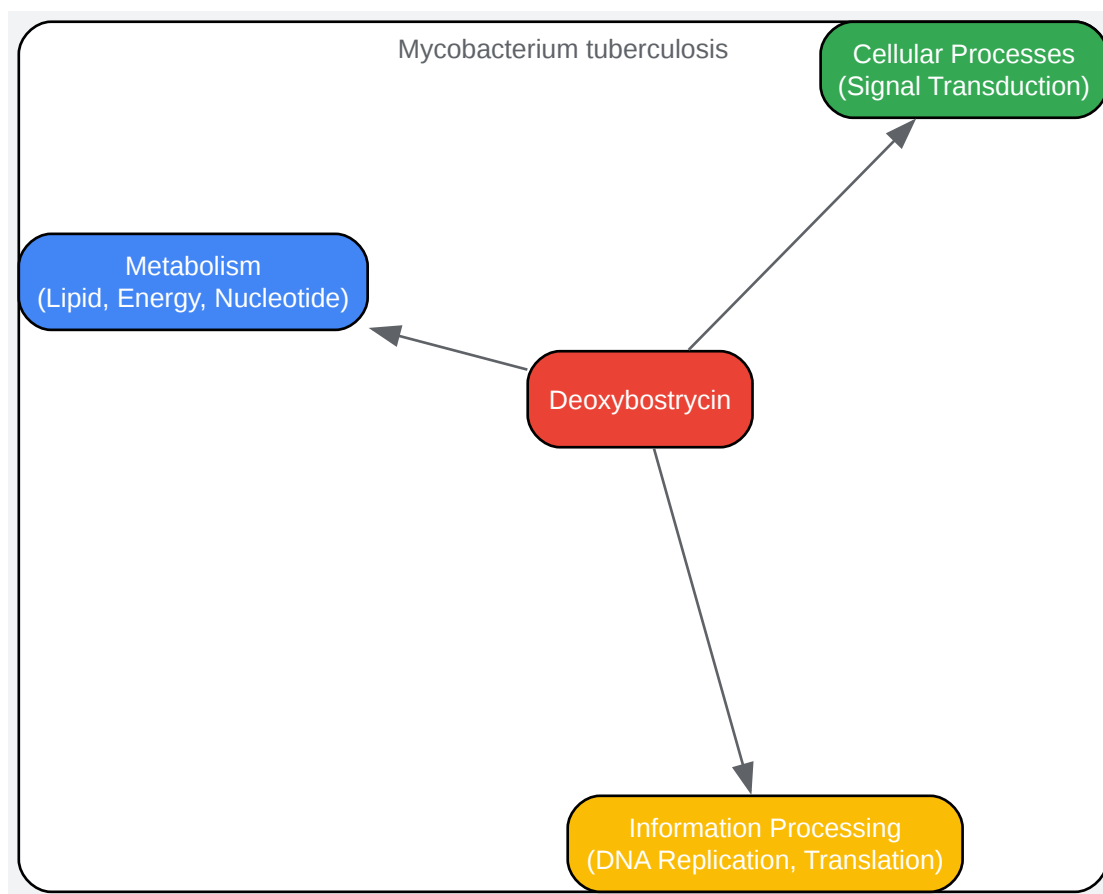 Mycobacterium tuberculosis
Cellular Processes
(Signal Transduction)
Metabolism
(Lipid, Energy, Nucleotide)
Deoxybostrycin
Information Processing
(DNA Replication, Translation)